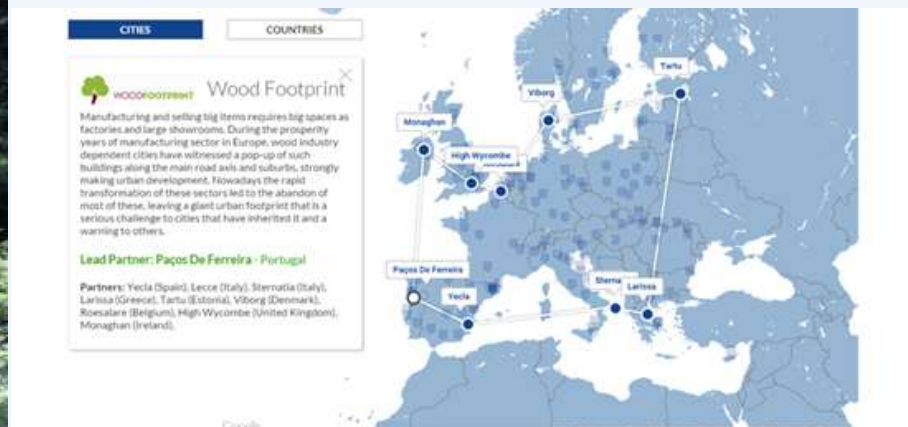 CITIES
COUNTRIES
WOODFOOTPRINT
Wood Footprint
Manufacturing and selling big items requires big spaces as
factories and large showrooms. During the prosperity
years of manufacturing sector in Europe, wood industry
dependent cities have witnessed a pop-up of such
buildings along the main road axis and suburbs, strongly
making urban development. Nowadays the rapid
transformation of these sectors led to the abandon of
most of these, leaving a giant urban footprint that is a
serious challenge to cities that have inherited it and a
warning to others.
Lead Partner: Paços De Ferreira - Portugal
Partners: Yecla (Spain), Lecce (Italy), Sternatia (Italy),
Larissa (Greece), Tartu (Estonia), Viborg (Denmark),
Roesalare (Belgium), High Wycombe (United Kingdom),
Monaghan (Ireland).
Tartu
Viborg
Monaghan
High Wycombe
Paços De Ferreira
Yecla
Sterna
Larissa